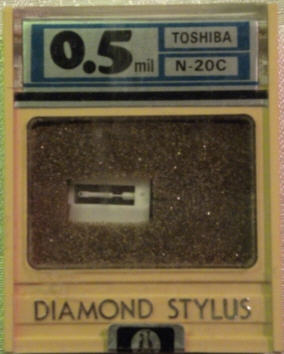 0.5 mil
TOSHIBA
N-20C
DIAMOND STYLUS